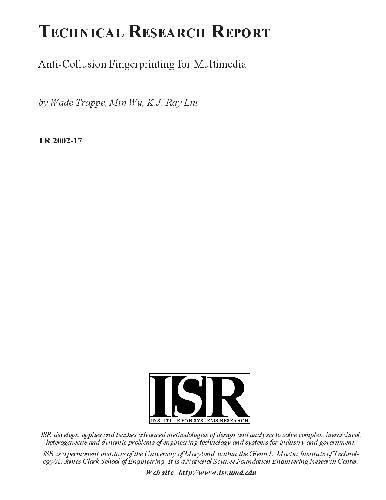 TECHNICAL RESEARCH REPORT
Anti-Collusion Fingerprinting for Multimedia
by Wade Trappe, Min Wu, K.J. Ray Liu
TR 2002-17
ISR
INSTITUTE FOR SYSTEMS RESEARCH
ISR develops, applies and teaches advanced methodologies of design and analysis to solve complex, hierarchical,
heterogeneous and dynamic problems of engineering technology and systems for industry and government.
ISR is a permanent institute of the University of Maryland, within the Glenn L. Martin Institute of Technol-
ogy/A. James Clark School of Engineering. It is a National Science Foundation Engineering Research Center.
Web site http://www.isr.umd.edu